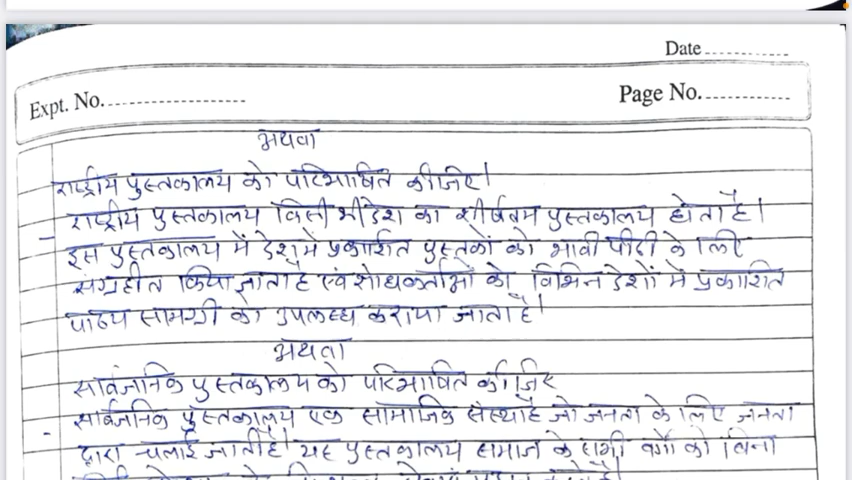 Date
Expt. No.
Page No.
अथवा
राष्ट्रीय पुस्तकालय को परिभाषित कीजिए।
- राष्ट्रीय पुस्तकालय किसी भी देश का शीर्षतम पुस्तकालय होता है।
इस पुस्तकालय में देश में प्रकाशित पुस्तकों को भावी पीढी के लिए
संग्रहीत किया जाता है एवं शोधकर्ताओं को विभिन देशों में प्रकाशित
पाठ्य सामग्री को उपलब्ध कराया जाता है।
अथवा
सार्वजनिक पुस्तकालय को परिभाषित कीजिए
- सार्वजनिक पुस्तकालय एक सामाजिक संस्था है जो जनता के लिए जनता
द्वारा चलाई जाती है। यह पुस्तकालय समाज के सभी वर्गों को बिना